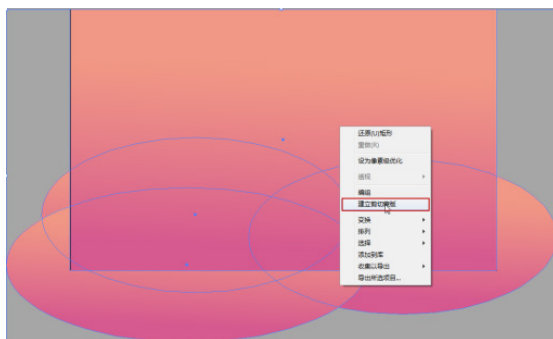 还原(U)矩形
重做(R)
设为像素级优化
透视
编组
建立剪切蒙版
变换
排列
选择
添加到库
收集以导出
导出所选项目...